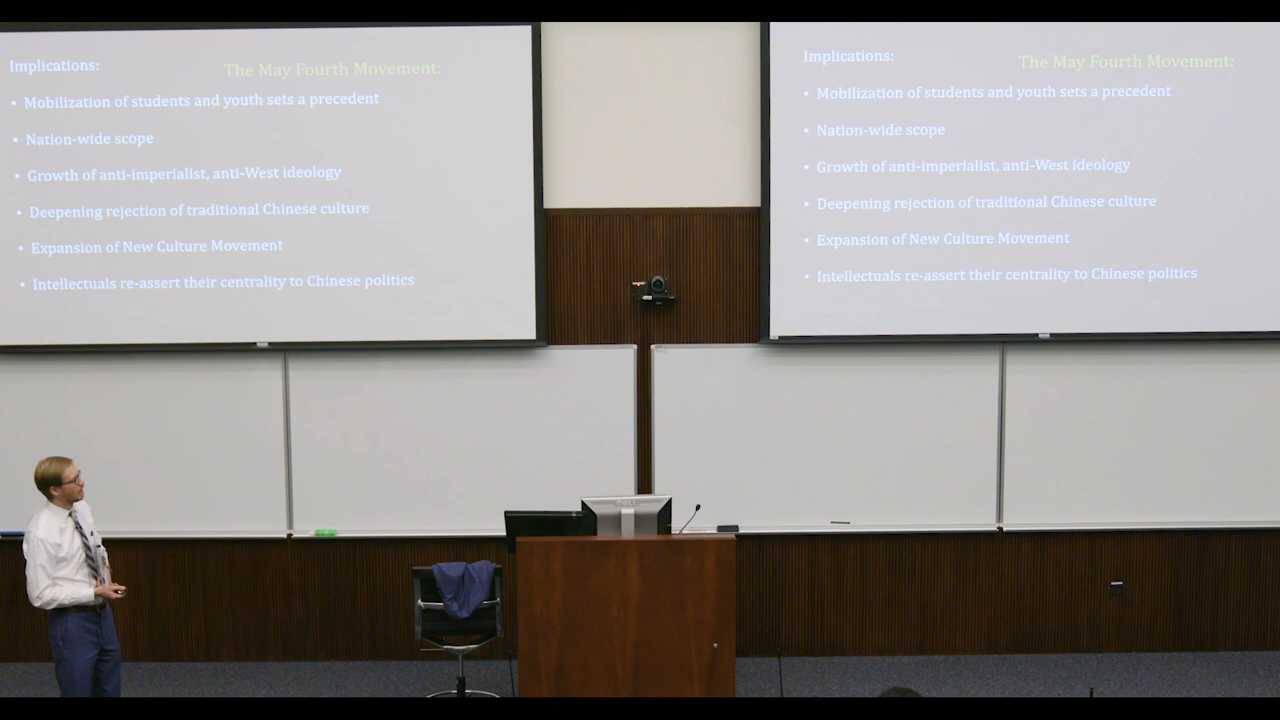 Implications:
The May Fourth Movement:
• Mobilization of students and youth sets a precedent
• Nation-wide scope
• Growth of anti-imperialist, anti-West ideology
• Deepening rejection of traditional Chinese culture
• Expansion of New Culture Movement
• Intellectuals re-assert their centrality to Chinese politics
Implications:
The May Fourth Movement:
• Mobilization of students and youth sets a precedent
• Nation-wide scope
• Growth of anti-imperialist, anti-West ideology
• Deepening rejection of traditional Chinese culture
• Expansion of New Culture Movement
• Intellectuals re-assert their centrality to Chinese politics